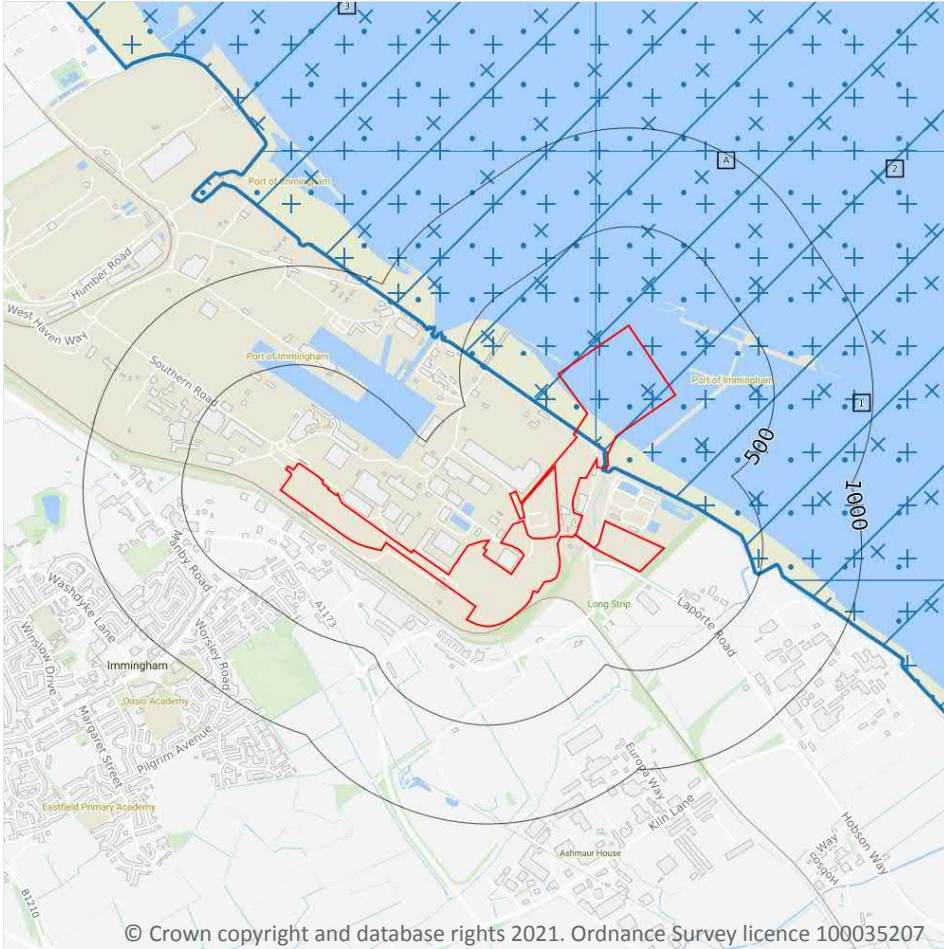 3
Port of Immingham
A
2
Humber Road
West Haven Way
Port of Immingham
Southern Road
Port of Immingham
1
500
1000
Manby Road
Washdyke Lane
A1173
Long Strip
Laporte Road
Winslow Drive
Worsley Road
Immingham
Oasis Academy
Margaret Street
Pilgrim Avenue
Europa Way
Kiln Lane
Eastfield Primary Academy
Hobson Way
Hobson Way
Ashmaur House
B1210
© Crown copyright and database rights 2021. Ordnance Survey licence 100035207